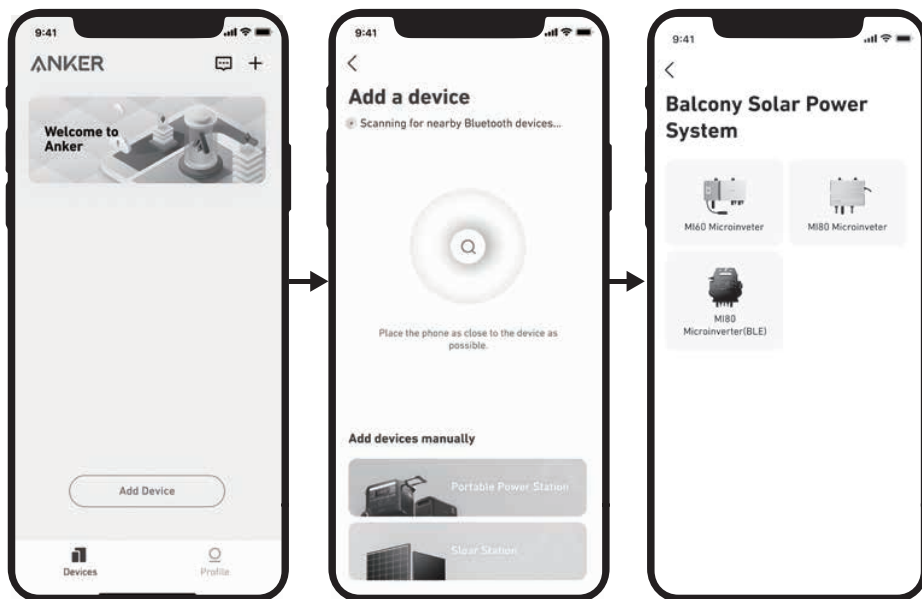 9:41
ANKER
Welcome to
Anker
Add Device
Devices
Profile
9:41
Add a device
Scanning for nearby Bluetooth devices...
Place the phone as close to the device as
possible.
Add devices manually
Portable Power Station
Sloar Station
9:41
Balcony Solar Power
System
MI60 Microinveter
MI80 Microinveter
MI80
Microinverter(BLE)